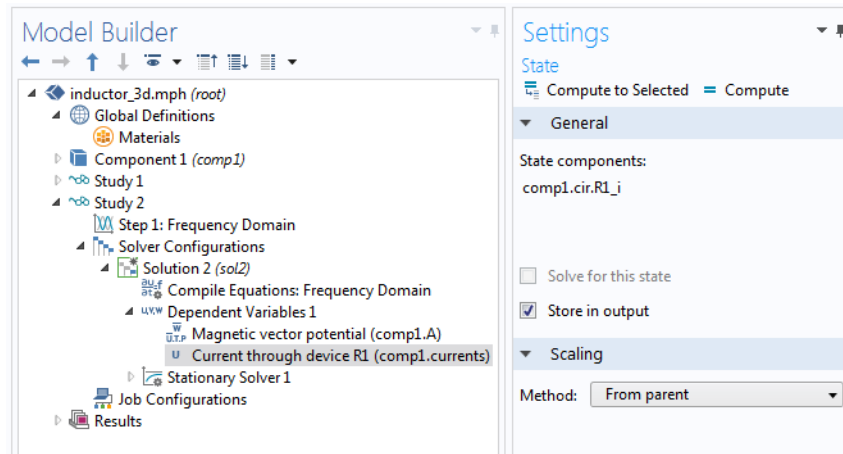 Model Builder
inductor_3d.mph (root)
Global Definitions
Materials
Component 1 (comp1)
Study 1
Study 2
Step 1: Frequency Domain
Solver Configurations
Solution 2 (sol2)
Compile Equations: Frequency Domain
Dependent Variables 1
Magnetic vector potential (comp1.A)
Current through device R1 (comp1.currents)
Stationary Solver 1
Job Configurations
Results
Settings
State
Compute to Selected = Compute
General
State components:
comp1.cir.R1_i
Solve for this state
Store in output
Scaling
Method: From parent